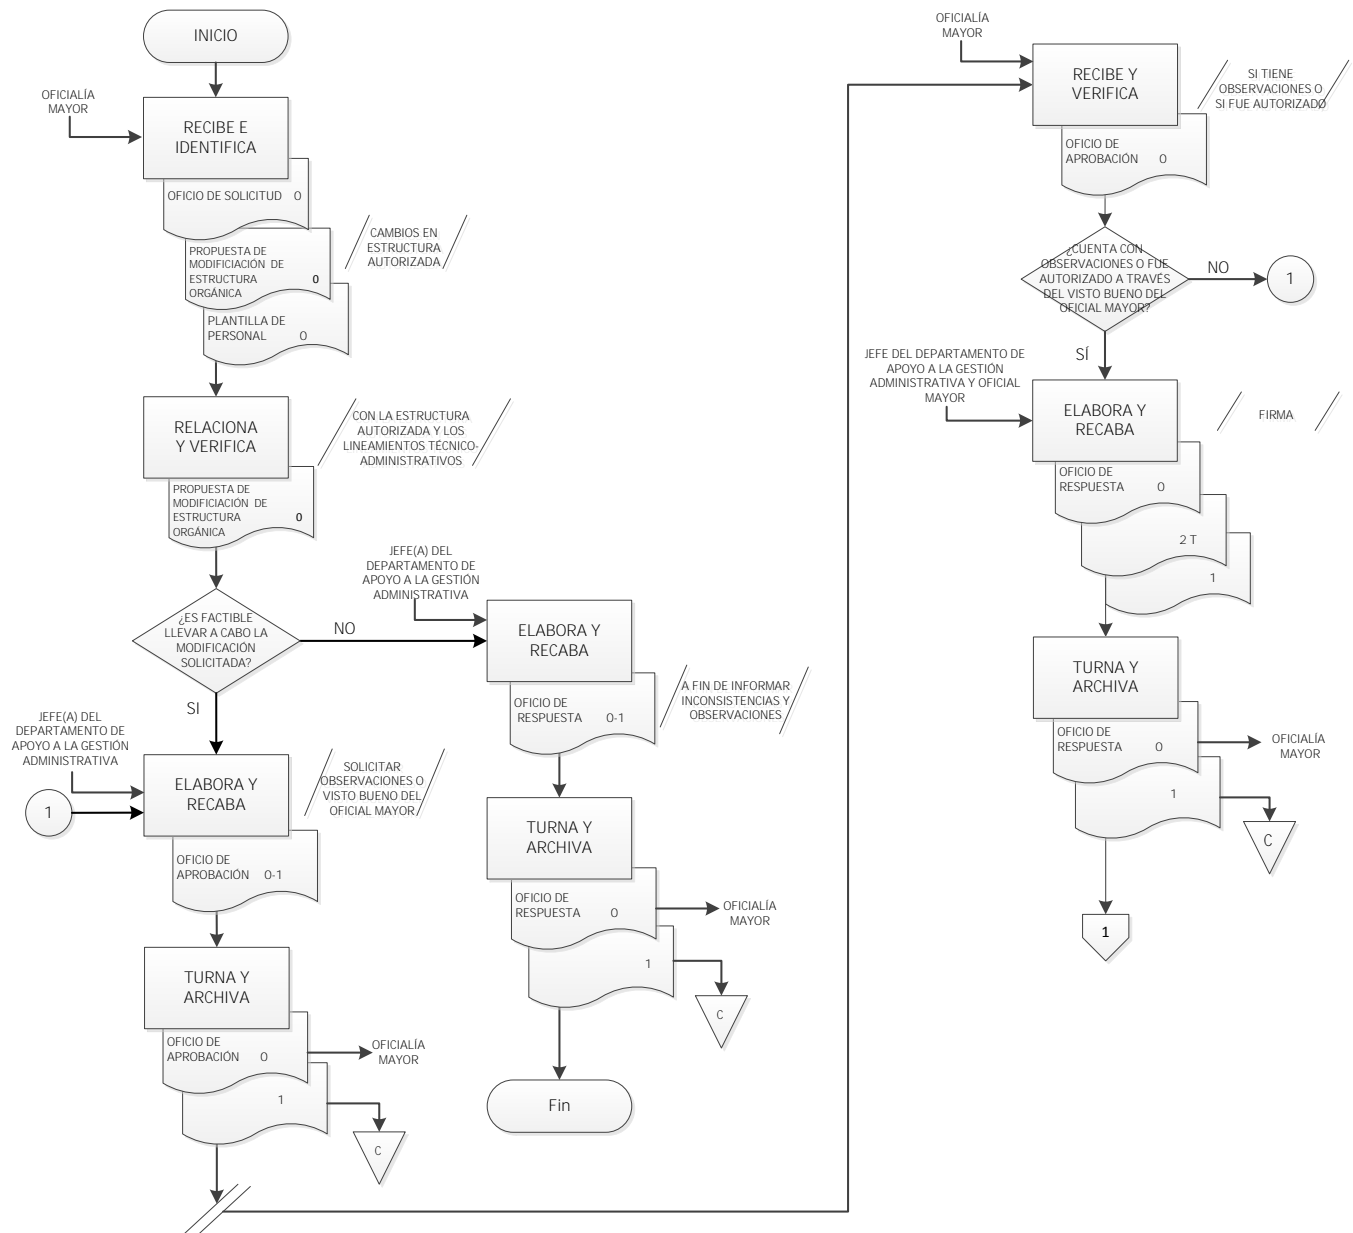 INICIO
OFICIALÍA
MAYOR
RECIBE E
IDENTIFICA
OFICIO DE SOLICITUD 0
PROPUESTA DE
MODIFICIACIÓN DE
ESTRUCTURA 0
ORGÁNICA
CAMBIOS EN
ESTRUCTURA
AUTORIZADA
PLANTILLA DE
PERSONAL 0
RELACIONA
Y VERIFICA
CON LA ESTRUCTURA
AUTORIZADA Y LOS
LINEAMIENTOS TÉCNICO-
ADMINISTRATIVOS
PROPUESTA DE
MODIFICIACIÓN DE
ESTRUCTURA 0
ORGÁNICA
¿ES FACTIBLE
LLEVAR A CABO LA
MODIFICACIÓN
SOLICITADA?
NO
SI
JEFE(A) DEL
DEPARTAMENTO DE
APOYO A LA GESTIÓN
ADMINISTRATIVA
1
ELABORA Y
RECABA
SOLICITAR
OBSERVACIONES O
VISTO BUENO DEL
OFICIAL MAYOR
OFICIO DE
APROBACIÓN 0-1
TURNA Y
ARCHIVA
OFICIO DE
APROBACIÓN 0
OFICIALÍA
MAYOR
1
C
JEFE(A) DEL
DEPARTAMENTO DE
APOYO A LA GESTIÓN
ADMINISTRATIVA
ELABORA Y
RECABA
OFICIO DE
RESPUESTA 0-1
A FIN DE INFORMAR
INCONSISTENCIAS Y
OBSERVACIONES
TURNA Y
ARCHIVA
OFICIO DE
RESPUESTA 0
OFICIALÍA
MAYOR
1
C
Fin
OFICIALÍA
MAYOR
RECIBE Y
VERIFICA
SI TIENE
OBSERVACIONES O
SI FUE AUTORIZADO
OFICIO DE
APROBACIÓN 0
¿CUENTA CON
OBSERVACIONES O FUE
AUTORIZADO A TRAVÉS
DEL VISTO BUENO DEL
OFICIAL MAYOR?
NO
1
SÍ
JEFE DEL DEPARTAMENTO DE
APOYO A LA GESTIÓN
ADMINISTRATIVA Y OFICIAL
MAYOR
ELABORA Y
RECABA
FIRMA
OFICIO DE
RESPUESTA 0
2 T
1
TURNA Y
ARCHIVA
OFICIO DE
RESPUESTA 0
OFICIALÍA
MAYOR
1
C
1